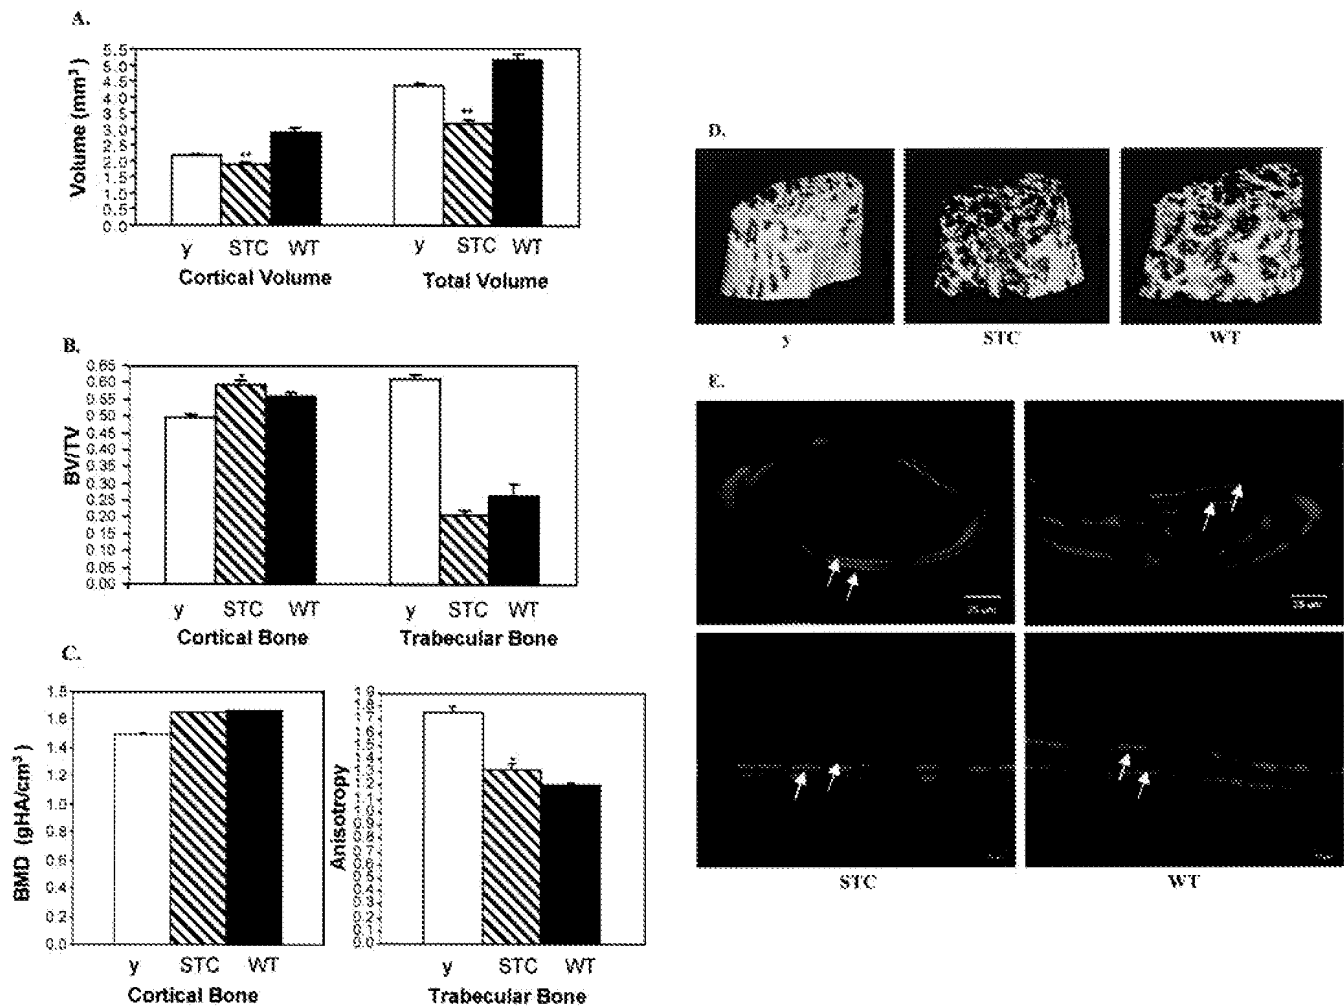 A.
Volume (mm³)
5.5
5.0
4.5
4.0
3.5
3.0
2.5
2.0
1.5
1.0
0.5
0.0
y STC WT y STC WT
Cortical Volume Total Volume
B.
BV/TV
0.65
0.60
0.55
0.50
0.45
0.40
0.35
0.30
0.25
0.20
0.15
0.10
0.05
0.00
y STC WT y STC WT
Cortical Bone Trabecular Bone
C.
BMD (gHA/cm³)
1.8
1.6
1.4
1.2
1.0
0.8
0.6
0.4
0.2
0.0
y STC WT
Cortical Bone
Anisotropy
y STC WT
Trabecular Bone
D.
y STC WT
E.
25 um
STC WT